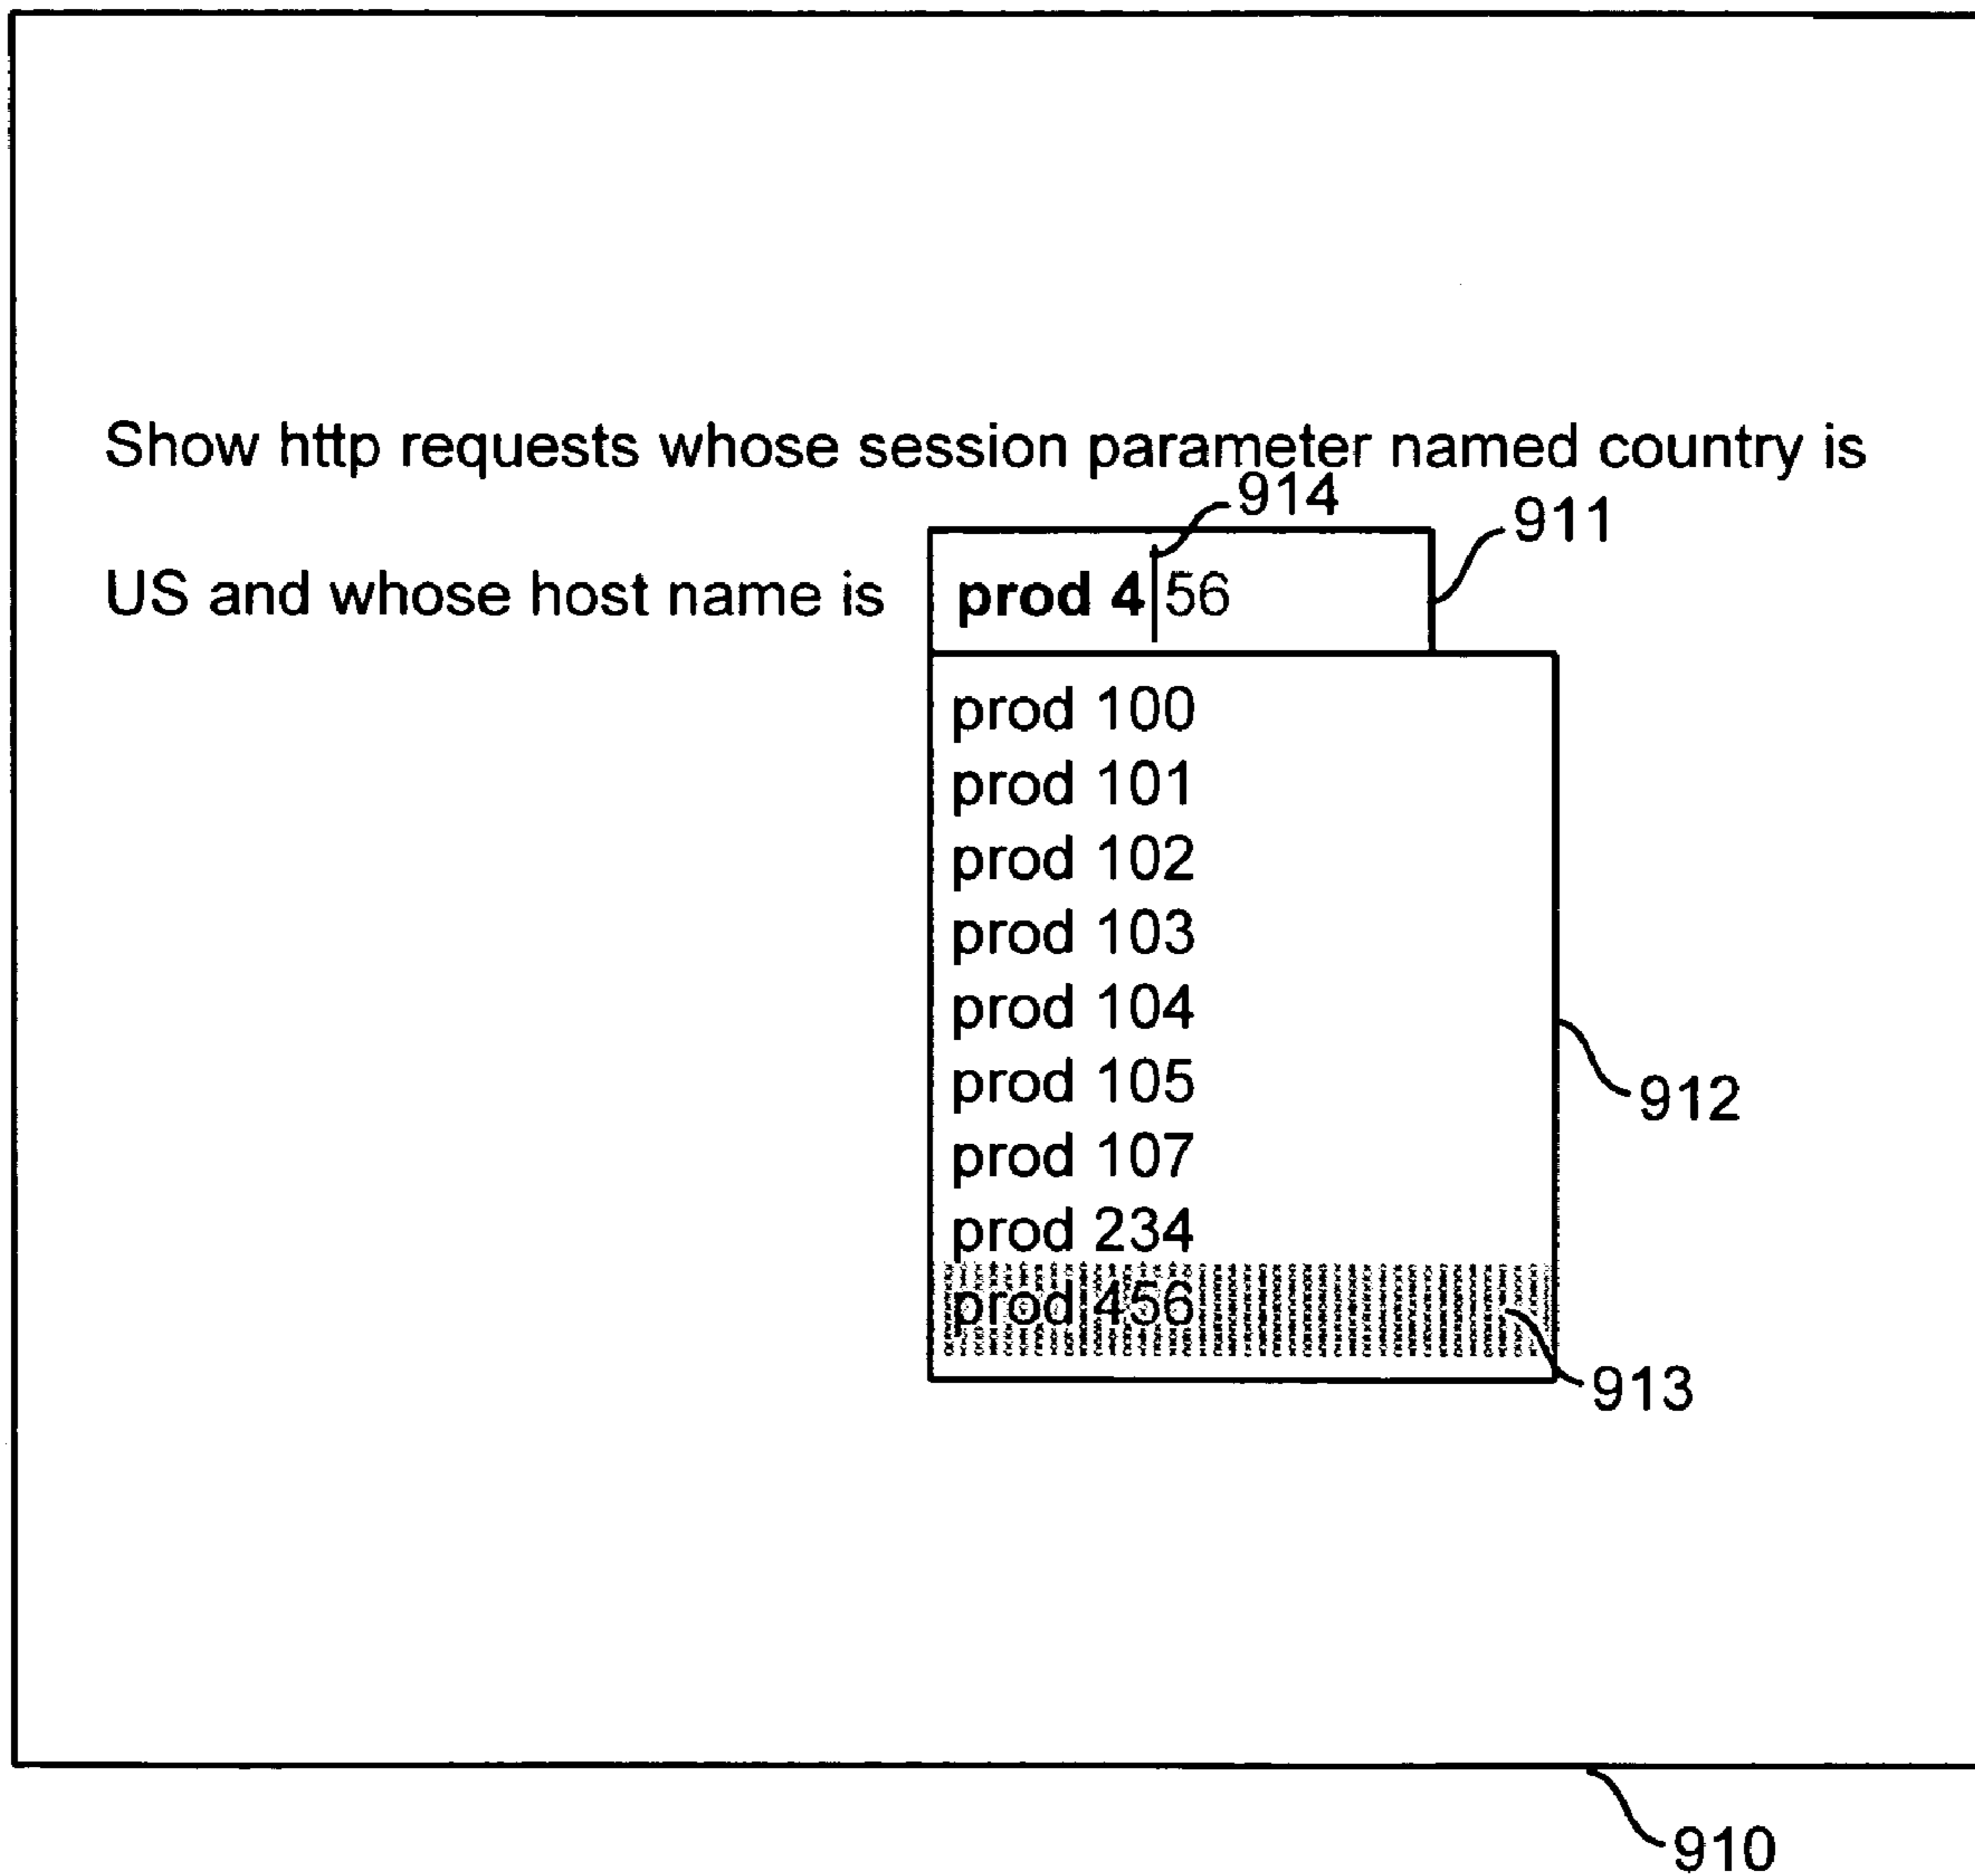 Show http requests whose session parameter named country is
914
911
US and whose host name is prod 4 56
prod 100
prod 101
prod 102
prod 103
prod 104
prod 105
912
prod 107
prod 234
prod 456
913
910